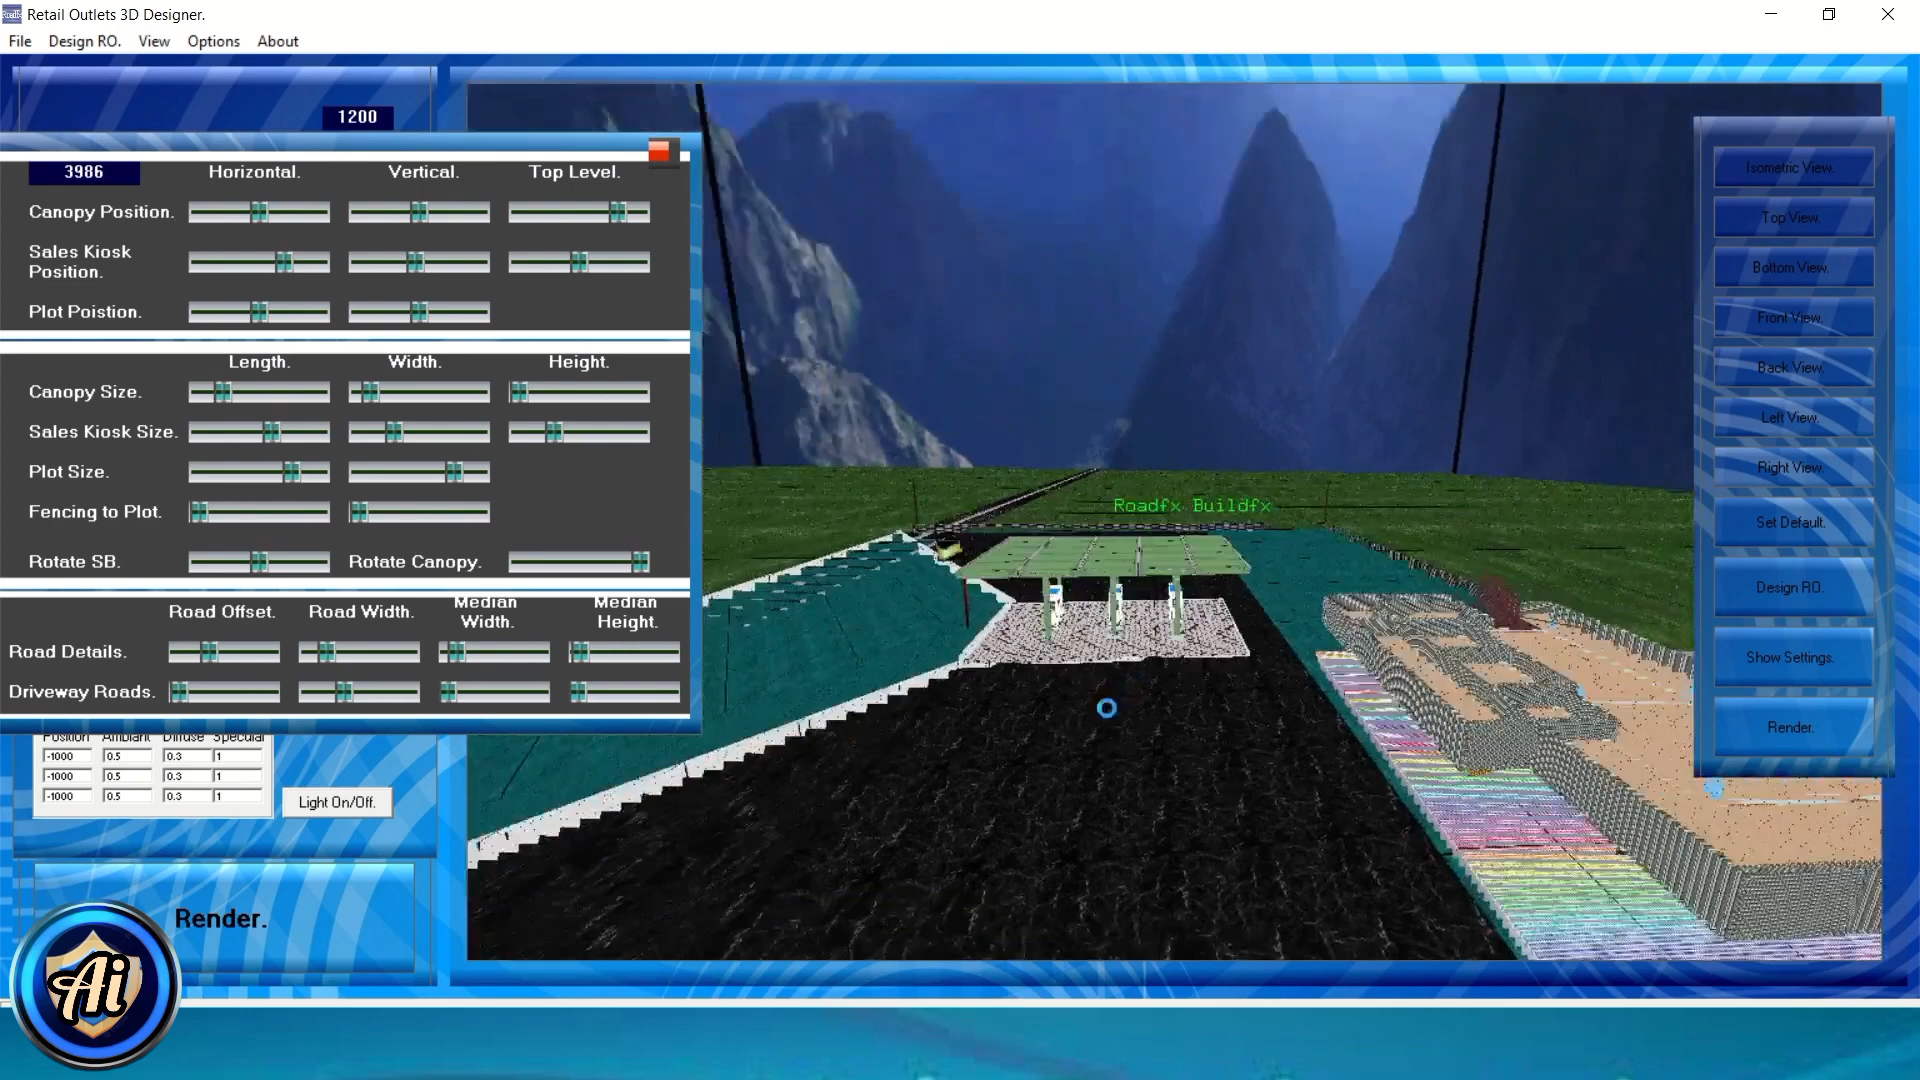 Retail Outlets 3D Designer.
File Design RO. View Options About
1200
3986 Horizontal. Vertical. Top Level.
Canopy Position.
Sales Kiosk
Position.
Plot Poistion.
Length. Width. Height.
Canopy Size.
Sales Kiosk Size.
Plot Size.
Fencing to Plot.
Rotate SB. Rotate Canopy.
Road Offset. Road Width. Median Width. Median Height.
Road Details.
Driveway Roads.
Position Ambiant Diffuse Specular
-1000 0.5 0.3 1
-1000 0.5 0.3 1
-1000 0.5 0.3 1
Light On/Off.
Render.
Ai
Roadfx Buildfx
Isometric View.
Top View.
Bottom View.
Front View.
Back View.
Left View.
Right View.
Set Default.
Design RO.
Show Settings.
Render.